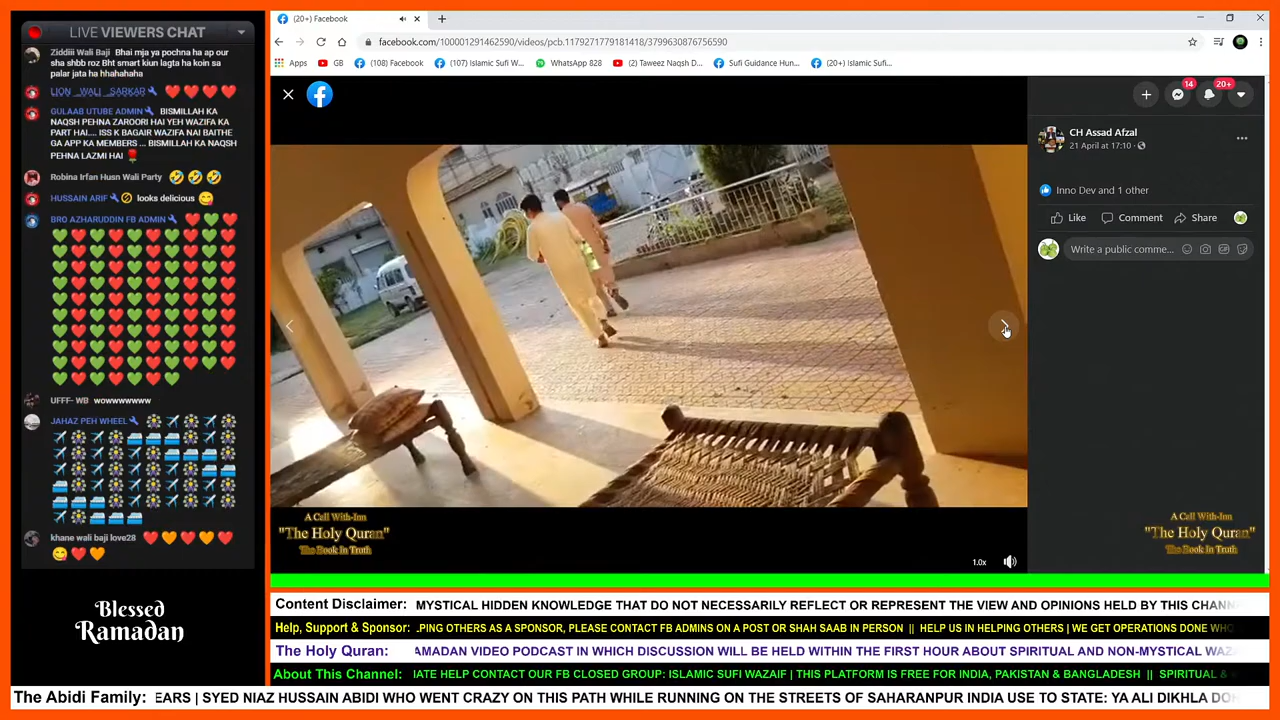 LIVE VIEWERS CHAT
Ziddiii Wali Baji Bhai mja ya pochna ha ap our
sha shbb roz Bht smart kiun lagta ha koin sa
palar jata ha hhahahaha
LION__WALI__SARKAR
GULAAB UTUBE ADMIN BISMILLAH KA
NAQSH PEHNA ZAROORI HAI YEH WAZIFA KA
PART HAI.... ISS K BAGAIR WAZIFA NAI BAITHE
GA APP KA MEMBERS ... BISMILLAH KA NAQSH
PEHNA LAZMI HAI
Robina Irfan Husn Wali Party
HUSSAIN ARIF looks delicious
BRO AZHARUDDIN FB ADMIN
UFFF- WB wowwwwwww
JAHAZ PEH WHEEL
khane wali baji love28
Blessed
Ramadan
(20+) Facebook
facebook.com/100001291462590/videos/pcb.1179271779181418/3799630876756590
Apps GB (108) Facebook (107) Islamic Sufi W... WhatsApp 828 (2) Taweez Naqsh D... Sufi Guidance Hun... (20+) Islamic Sufi...
14 20+
CH Assad Afzal
21 April at 17:10
Inno Dev and 1 other
Like Comment Share
Write a public comme...
A Call With-Inn
"The Holy Quran"
The Book In Truth
A Call With-Inn
"The Holy Quran"
The Book In Truth
1.0x
Content Disclaimer: MYSTICAL HIDDEN KNOWLEDGE THAT DO NOT NECESSARILY REFLECT OR REPRESENT THE VIEW AND OPINIONS HELD BY THIS CHANN
Help, Support & Sponsor: LPING OTHERS AS A SPONSOR, PLEASE CONTACT FB ADMINS ON A POST OR SHAH SAAB IN PERSON || HELP US IN HELPING OTHERS | WE GET OPERATIONS DONE WHO
The Holy Quran: AMADAN VIDEO PODCAST IN WHICH DISCUSSION WILL BE HELD WITHIN THE FIRST HOUR ABOUT SPIRITUAL AND NON-MYSTICAL WAZ
About This Channel: IATE HELP CONTACT OUR FB CLOSED GROUP: ISLAMIC SUFI WAZAIF | THIS PLATFORM IS FREE FOR INDIA, PAKISTAN & BANGLADESH || SPIRITUAL &
The Abidi Family: EARS | SYED NIAZ HUSSAIN ABIDI WHO WENT CRAZY ON THIS PATH WHILE RUNNING ON THE STREETS OF SAHARANPUR INDIA USE TO STATE: YA ALI DIKHLA DO